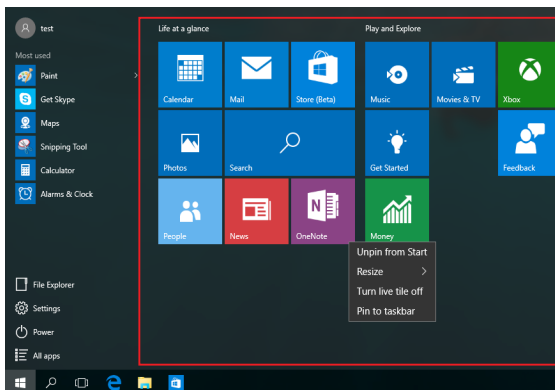 test
Most used
Paint
Get Skype
Maps
Snipping Tool
Calculator
Alarms & Clock
File Explorer
Settings
Power
All apps
Life at a glance
Play and Explore
Calendar
Mail
Store (Beta)
Music
Movies & TV
Xbox
Photos
Search
Get Started
Feedback
People
News
OneNote
Money
Unpin from Start
Resize
Turn live tile off
Pin to taskbar